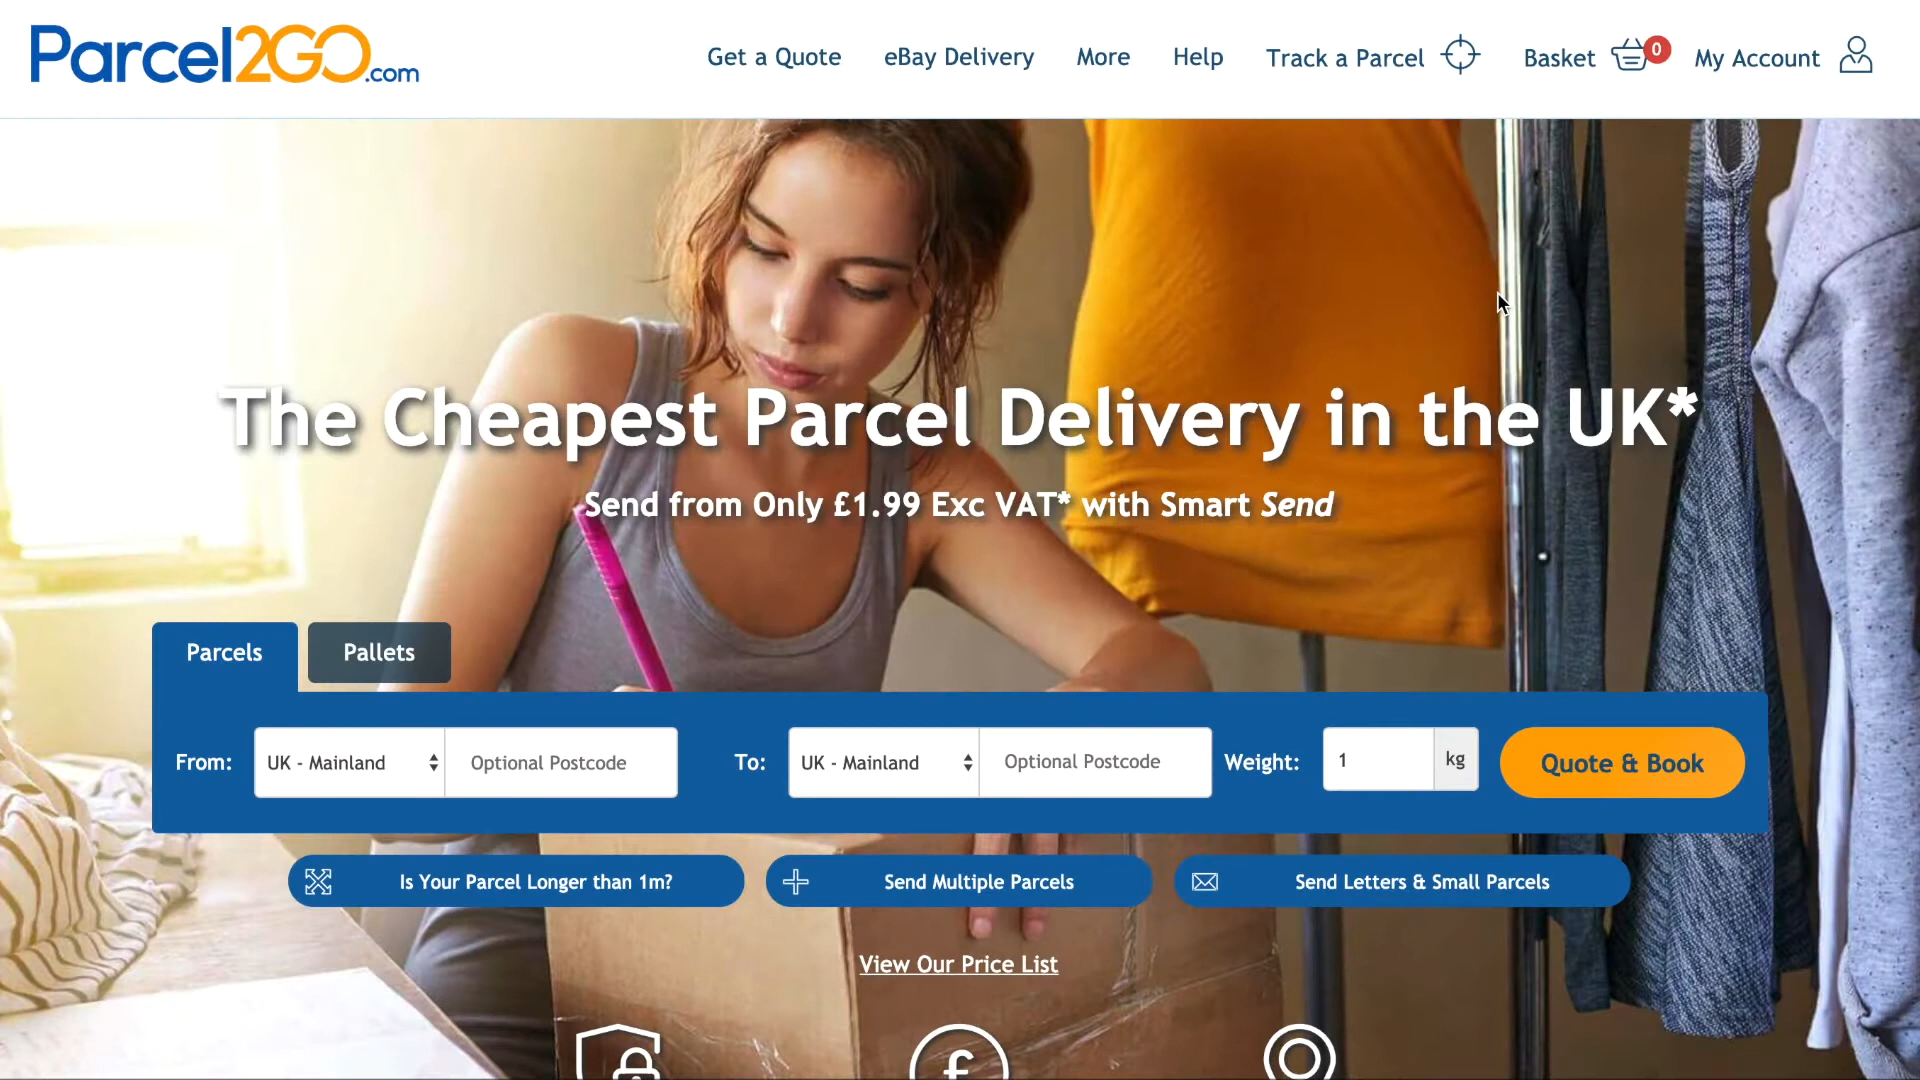 Parcel2GO.com
Get a Quote
eBay Delivery
More
Help
Track a Parcel
Basket
0
My Account
The Cheapest Parcel Delivery in the UK*
Send from Only £1.99 Exc VAT* with Smart Send
Parcels
Pallets
From:
UK - Mainland
Optional Postcode
To:
UK - Mainland
Optional Postcode
Weight:
1
kg
Quote & Book
Is Your Parcel Longer than 1m?
Send Multiple Parcels
Send Letters & Small Parcels
View Our Price List
£